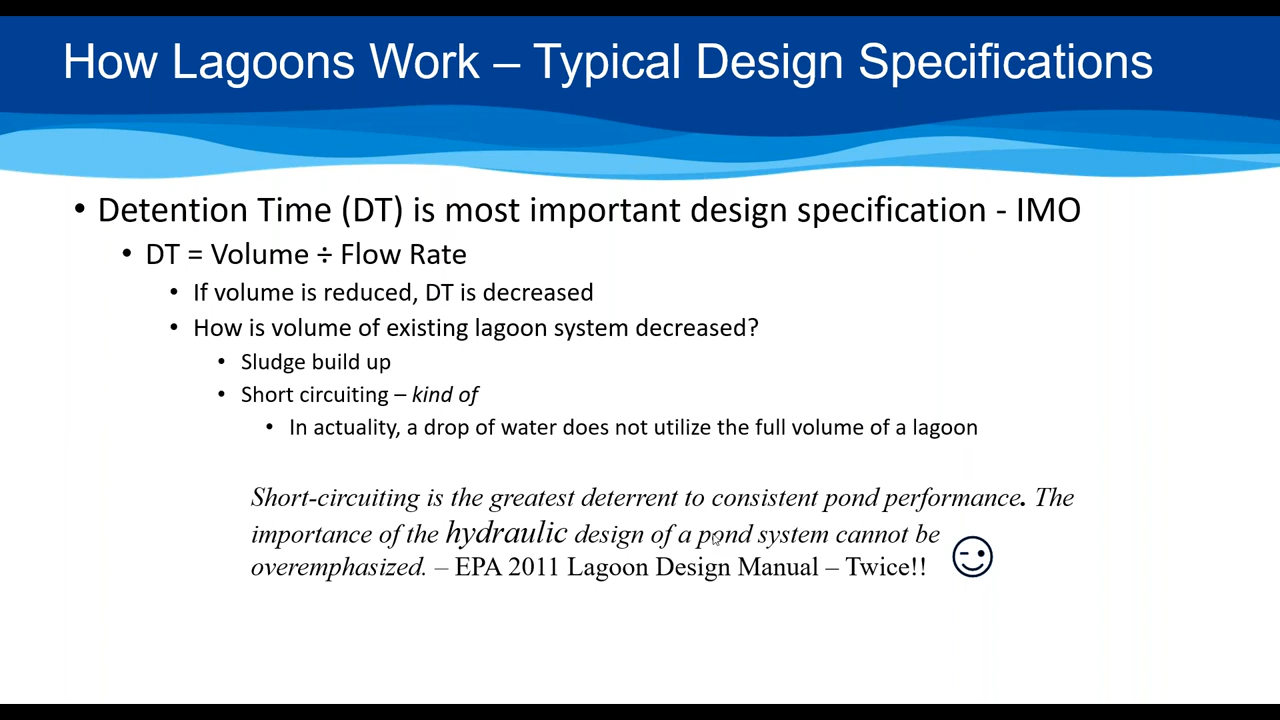 How Lagoons Work – Typical Design Specifications
• Detention Time (DT) is most important design specification - IMO
• DT = Volume ÷ Flow Rate
• If volume is reduced, DT is decreased
• How is volume of existing lagoon system decreased?
• Sludge build up
• Short circuiting – kind of
• In actuality, a drop of water does not utilize the full volume of a lagoon
Short-circuiting is the greatest deterrent to consistent pond performance. The
importance of the hydraulic design of a pond system cannot be
overemphasized. – EPA 2011 Lagoon Design Manual – Twice!!